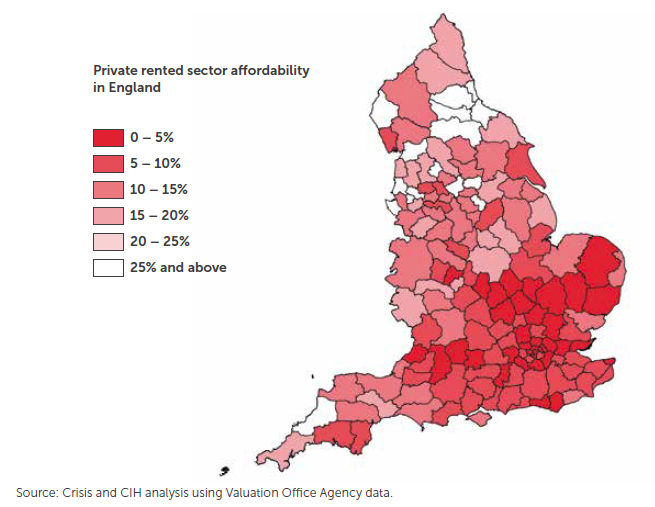 Private rented sector affordability
in England
0 – 5%
5 – 10%
10 – 15%
15 – 20%
20 – 25%
25% and above
Source: Crisis and CIH analysis using Valuation Office Agency data.